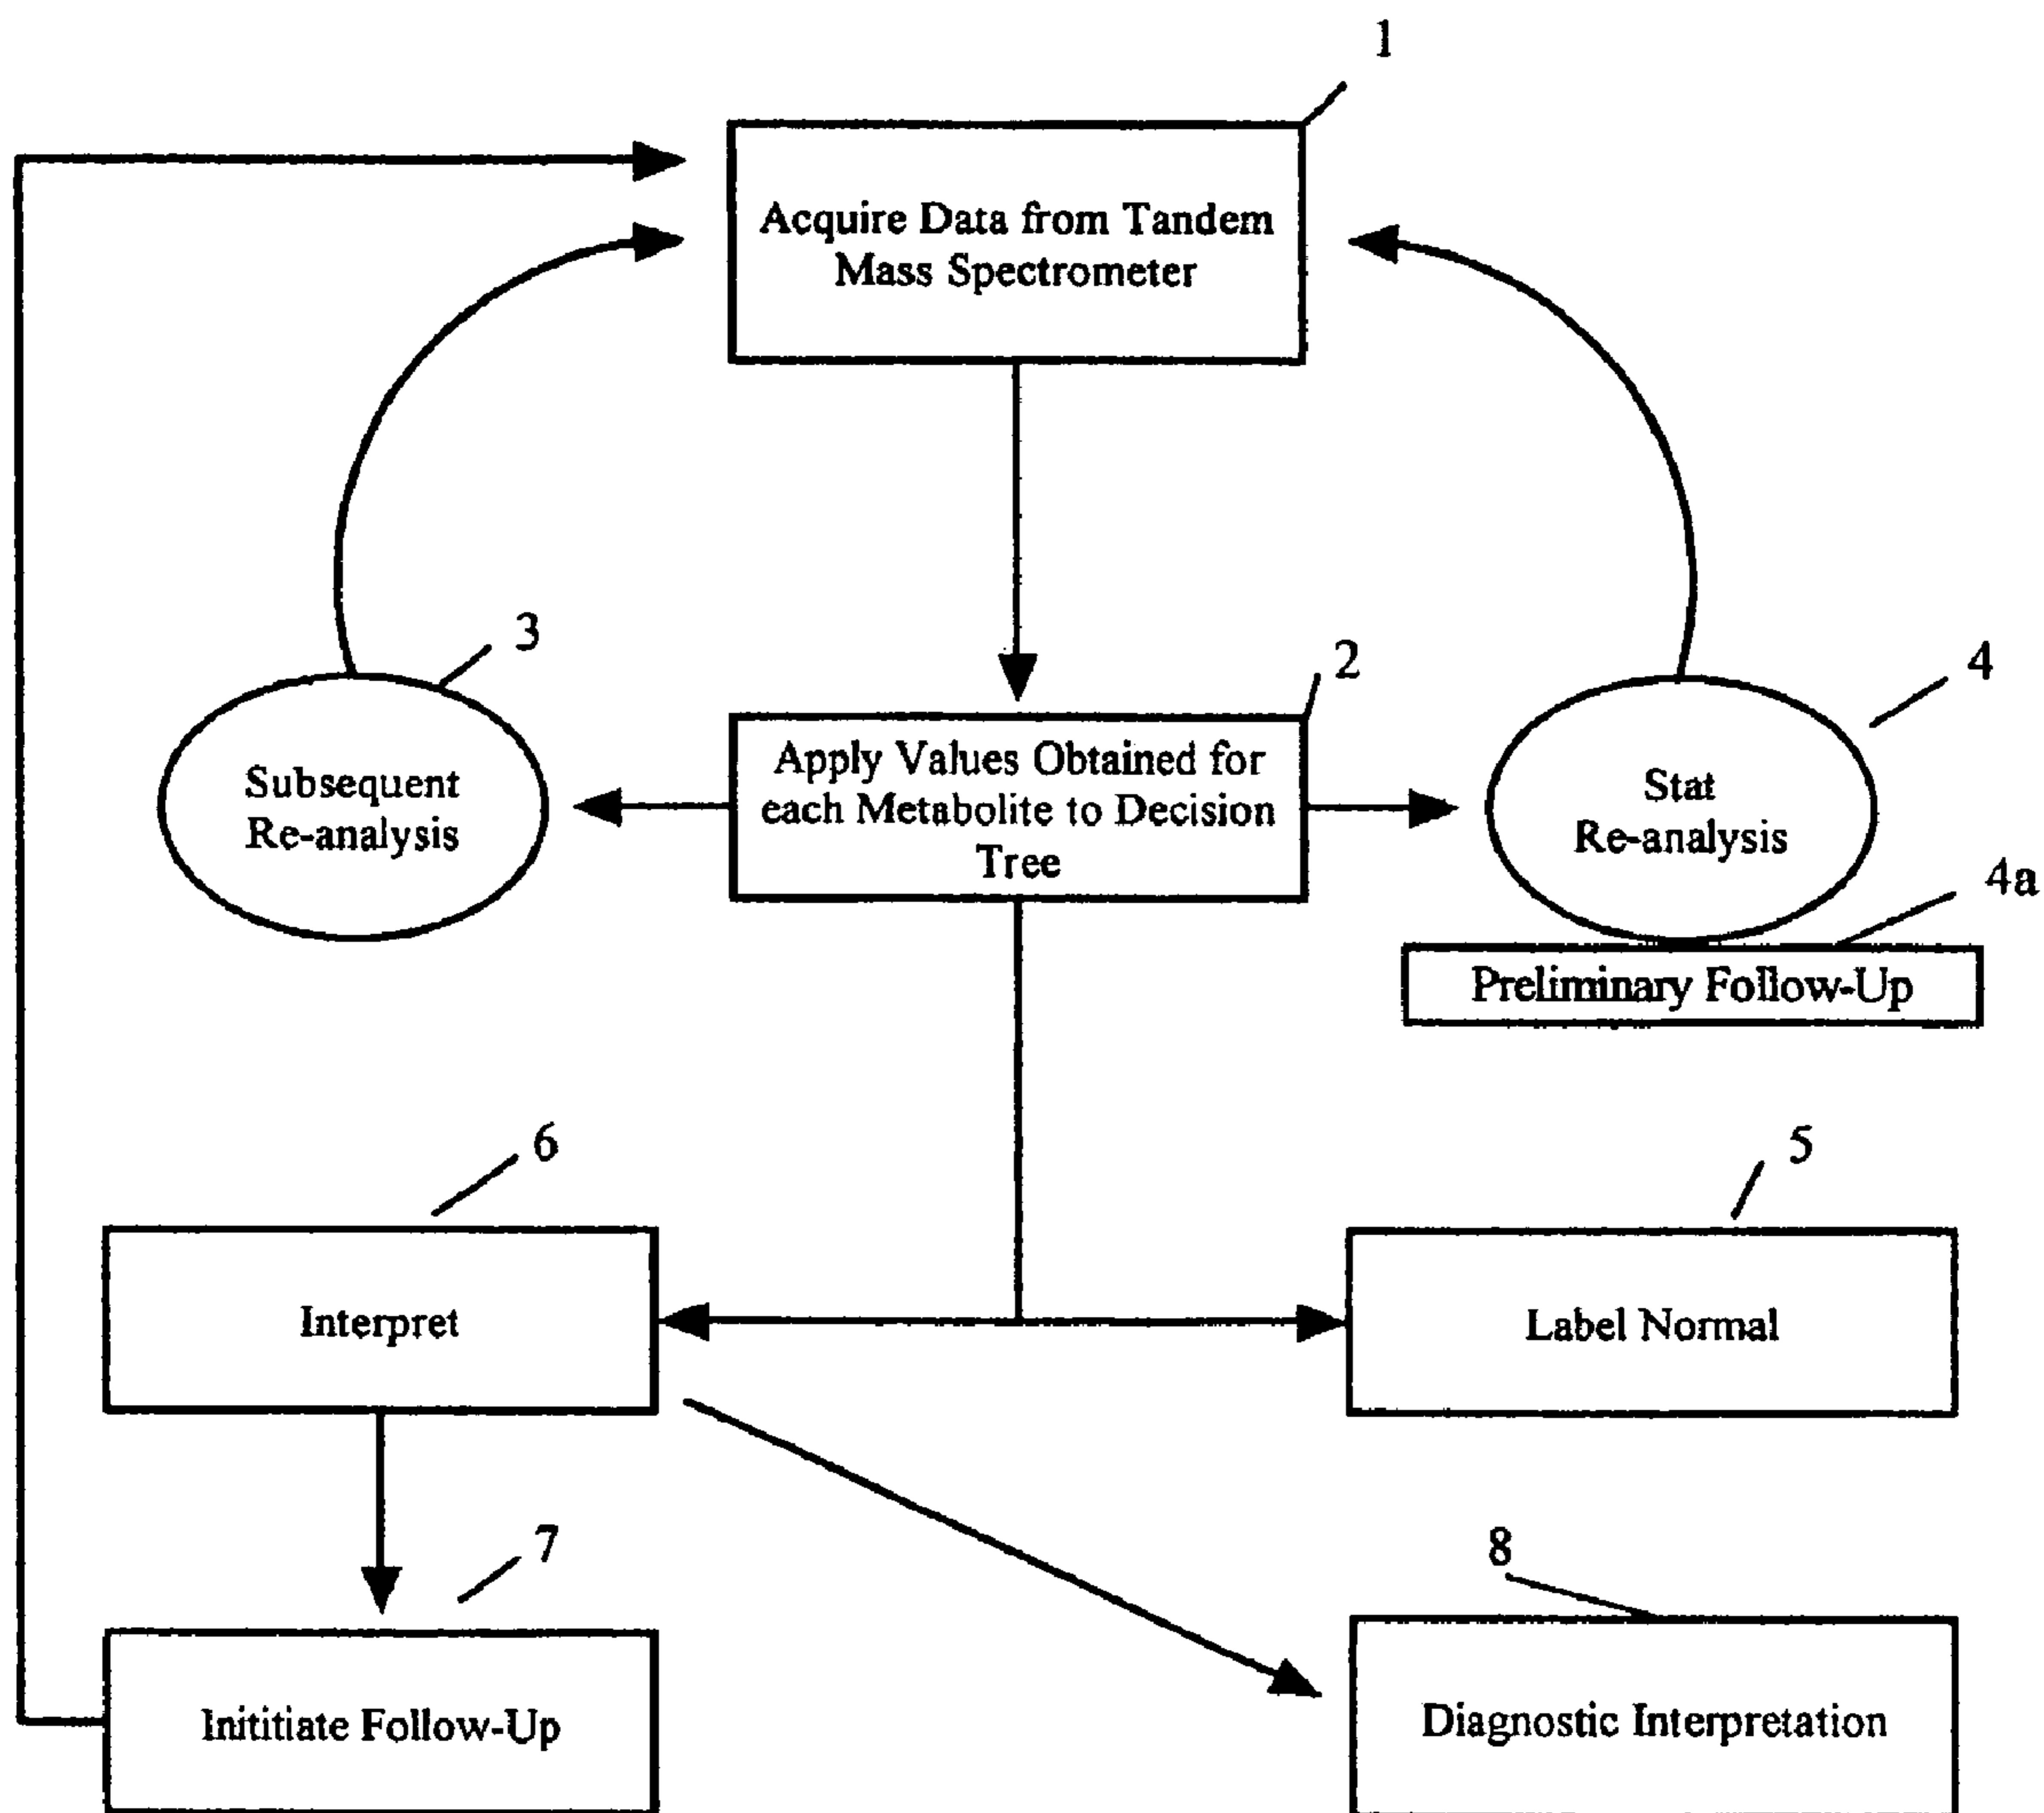 1
Acquire Data from Tandem
Mass Spectrometer
3
2
4
Subsequent
Re-analysis
Apply Values Obtained for
each Metabolite to Decision
Tree
Stat
Re-analysis
4a
Preliminary Follow-Up
6
5
Interpret
Label Normal
7
8
Inititiate Follow-Up
Diagnostic Interpretation